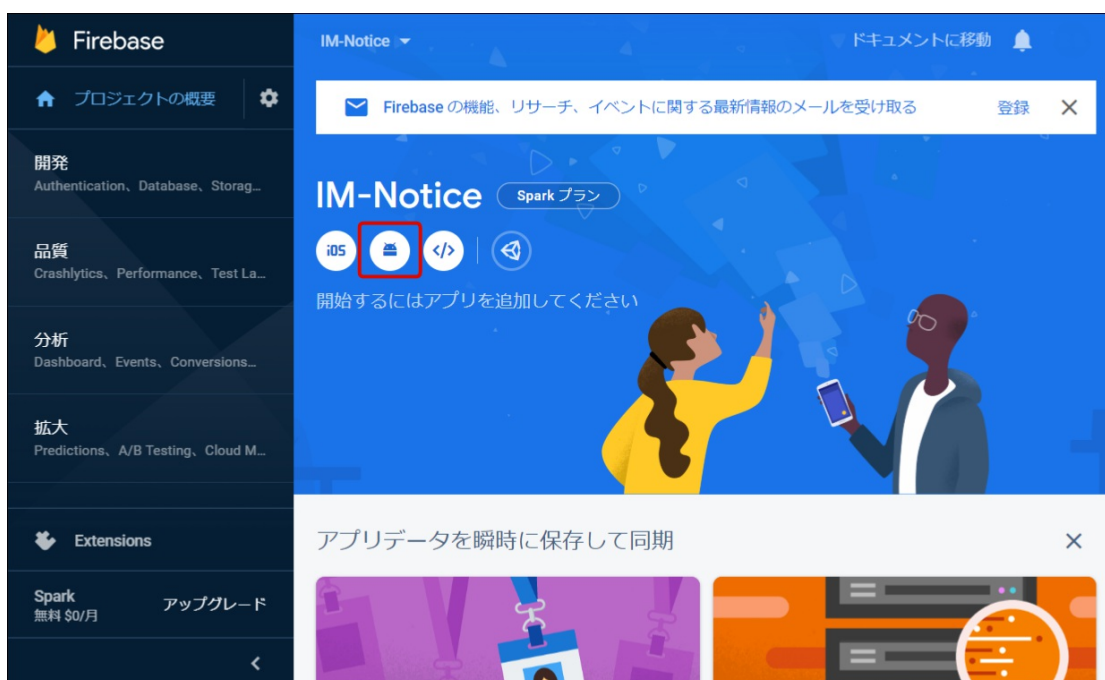 Firebase
IM-Notice
ドキュメントに移動
プロジェクトの概要
Firebase の機能、リサーチ、イベントに関する最新情報のメールを受け取る
登録
開発
Authentication、Database、Storag...
IM-Notice
Spark プラン
品質
Crashlytics、Performance、Test La...
iOS
</>
開始するにはアプリを追加してください
分析
Dashboard、Events、Conversions...
拡大
Predictions、A/B Testing、Cloud M...
Extensions
アプリデータを瞬時に保存して同期
Spark
無料 $0/月
アップグレード